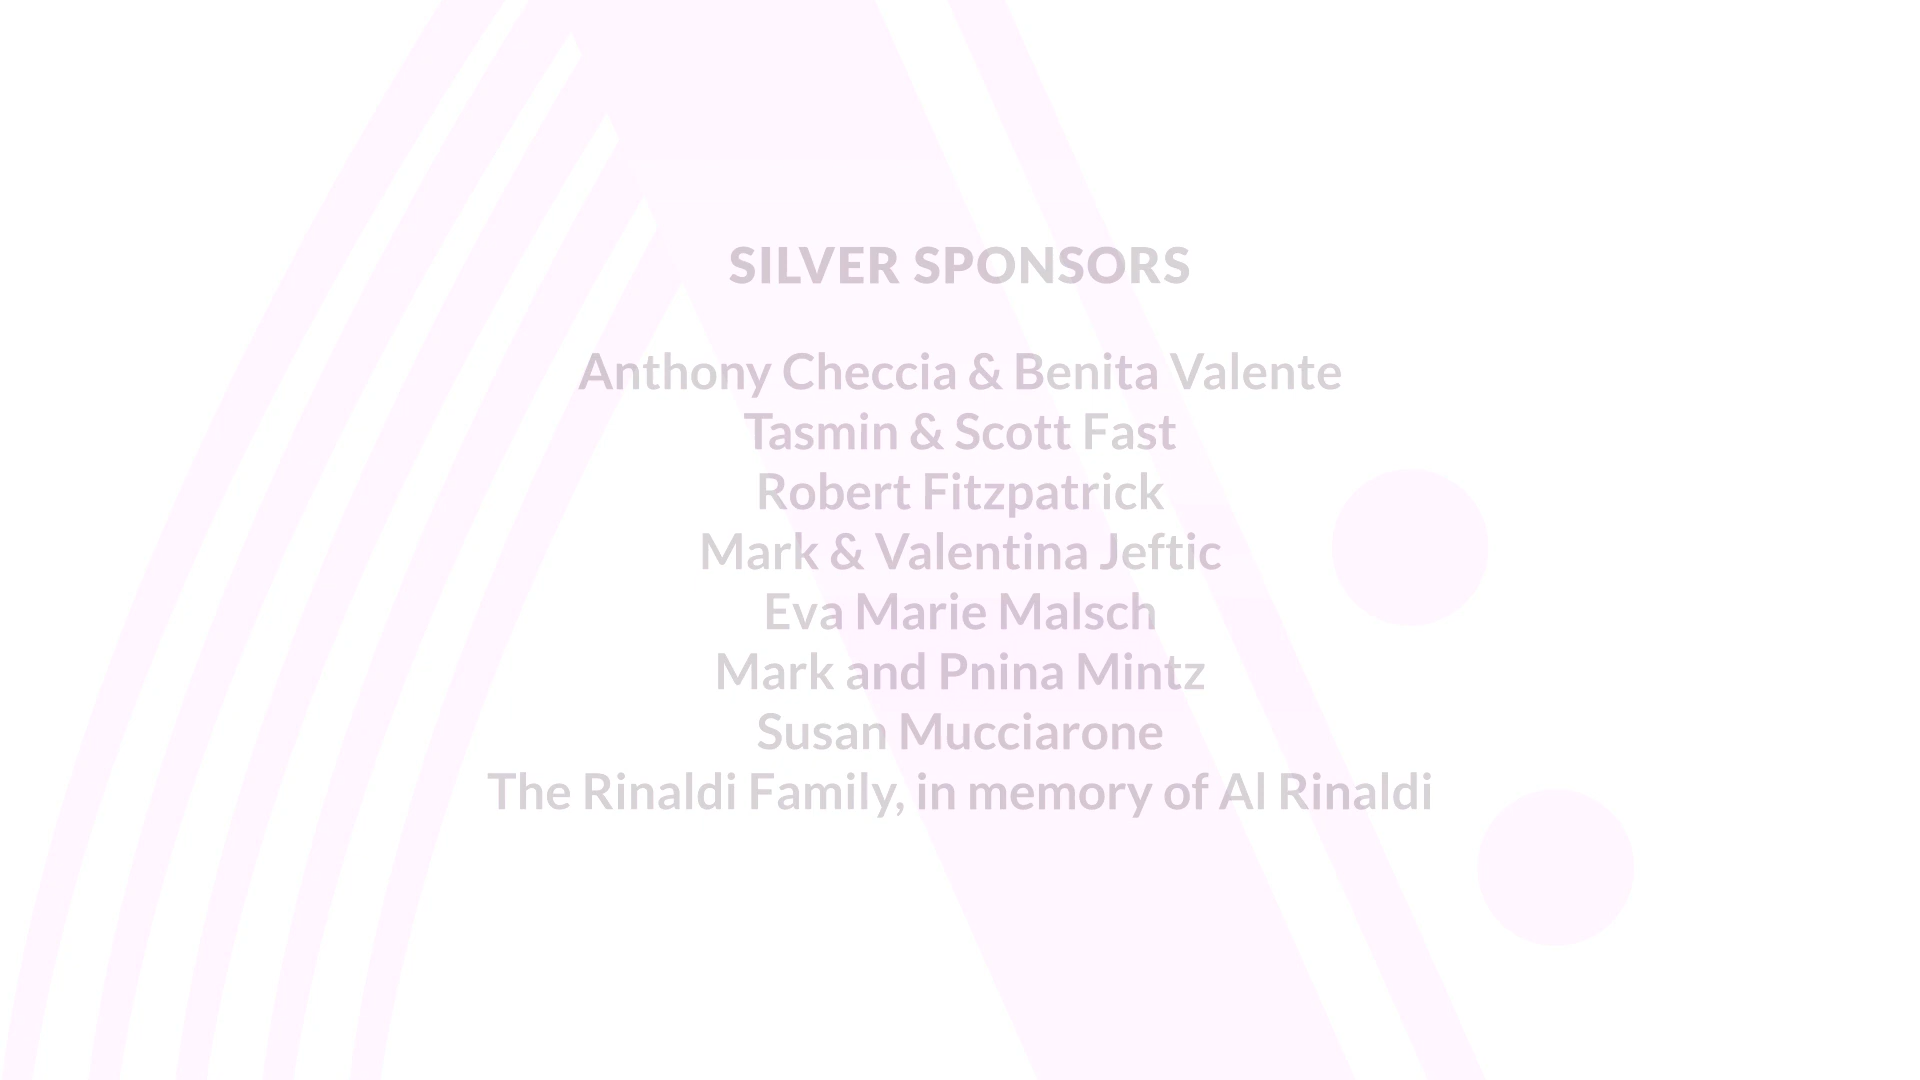 SILVER SPONSORS
Anthony Checcia & Benita Valente
Tasmin & Scott Fast
Robert Fitzpatrick
Mark & Valentina Jeftic
Eva Marie Malsch
Mark and Pnina Mintz
Susan Mucciarone
The Rinaldi Family, in memory of Al Rinaldi